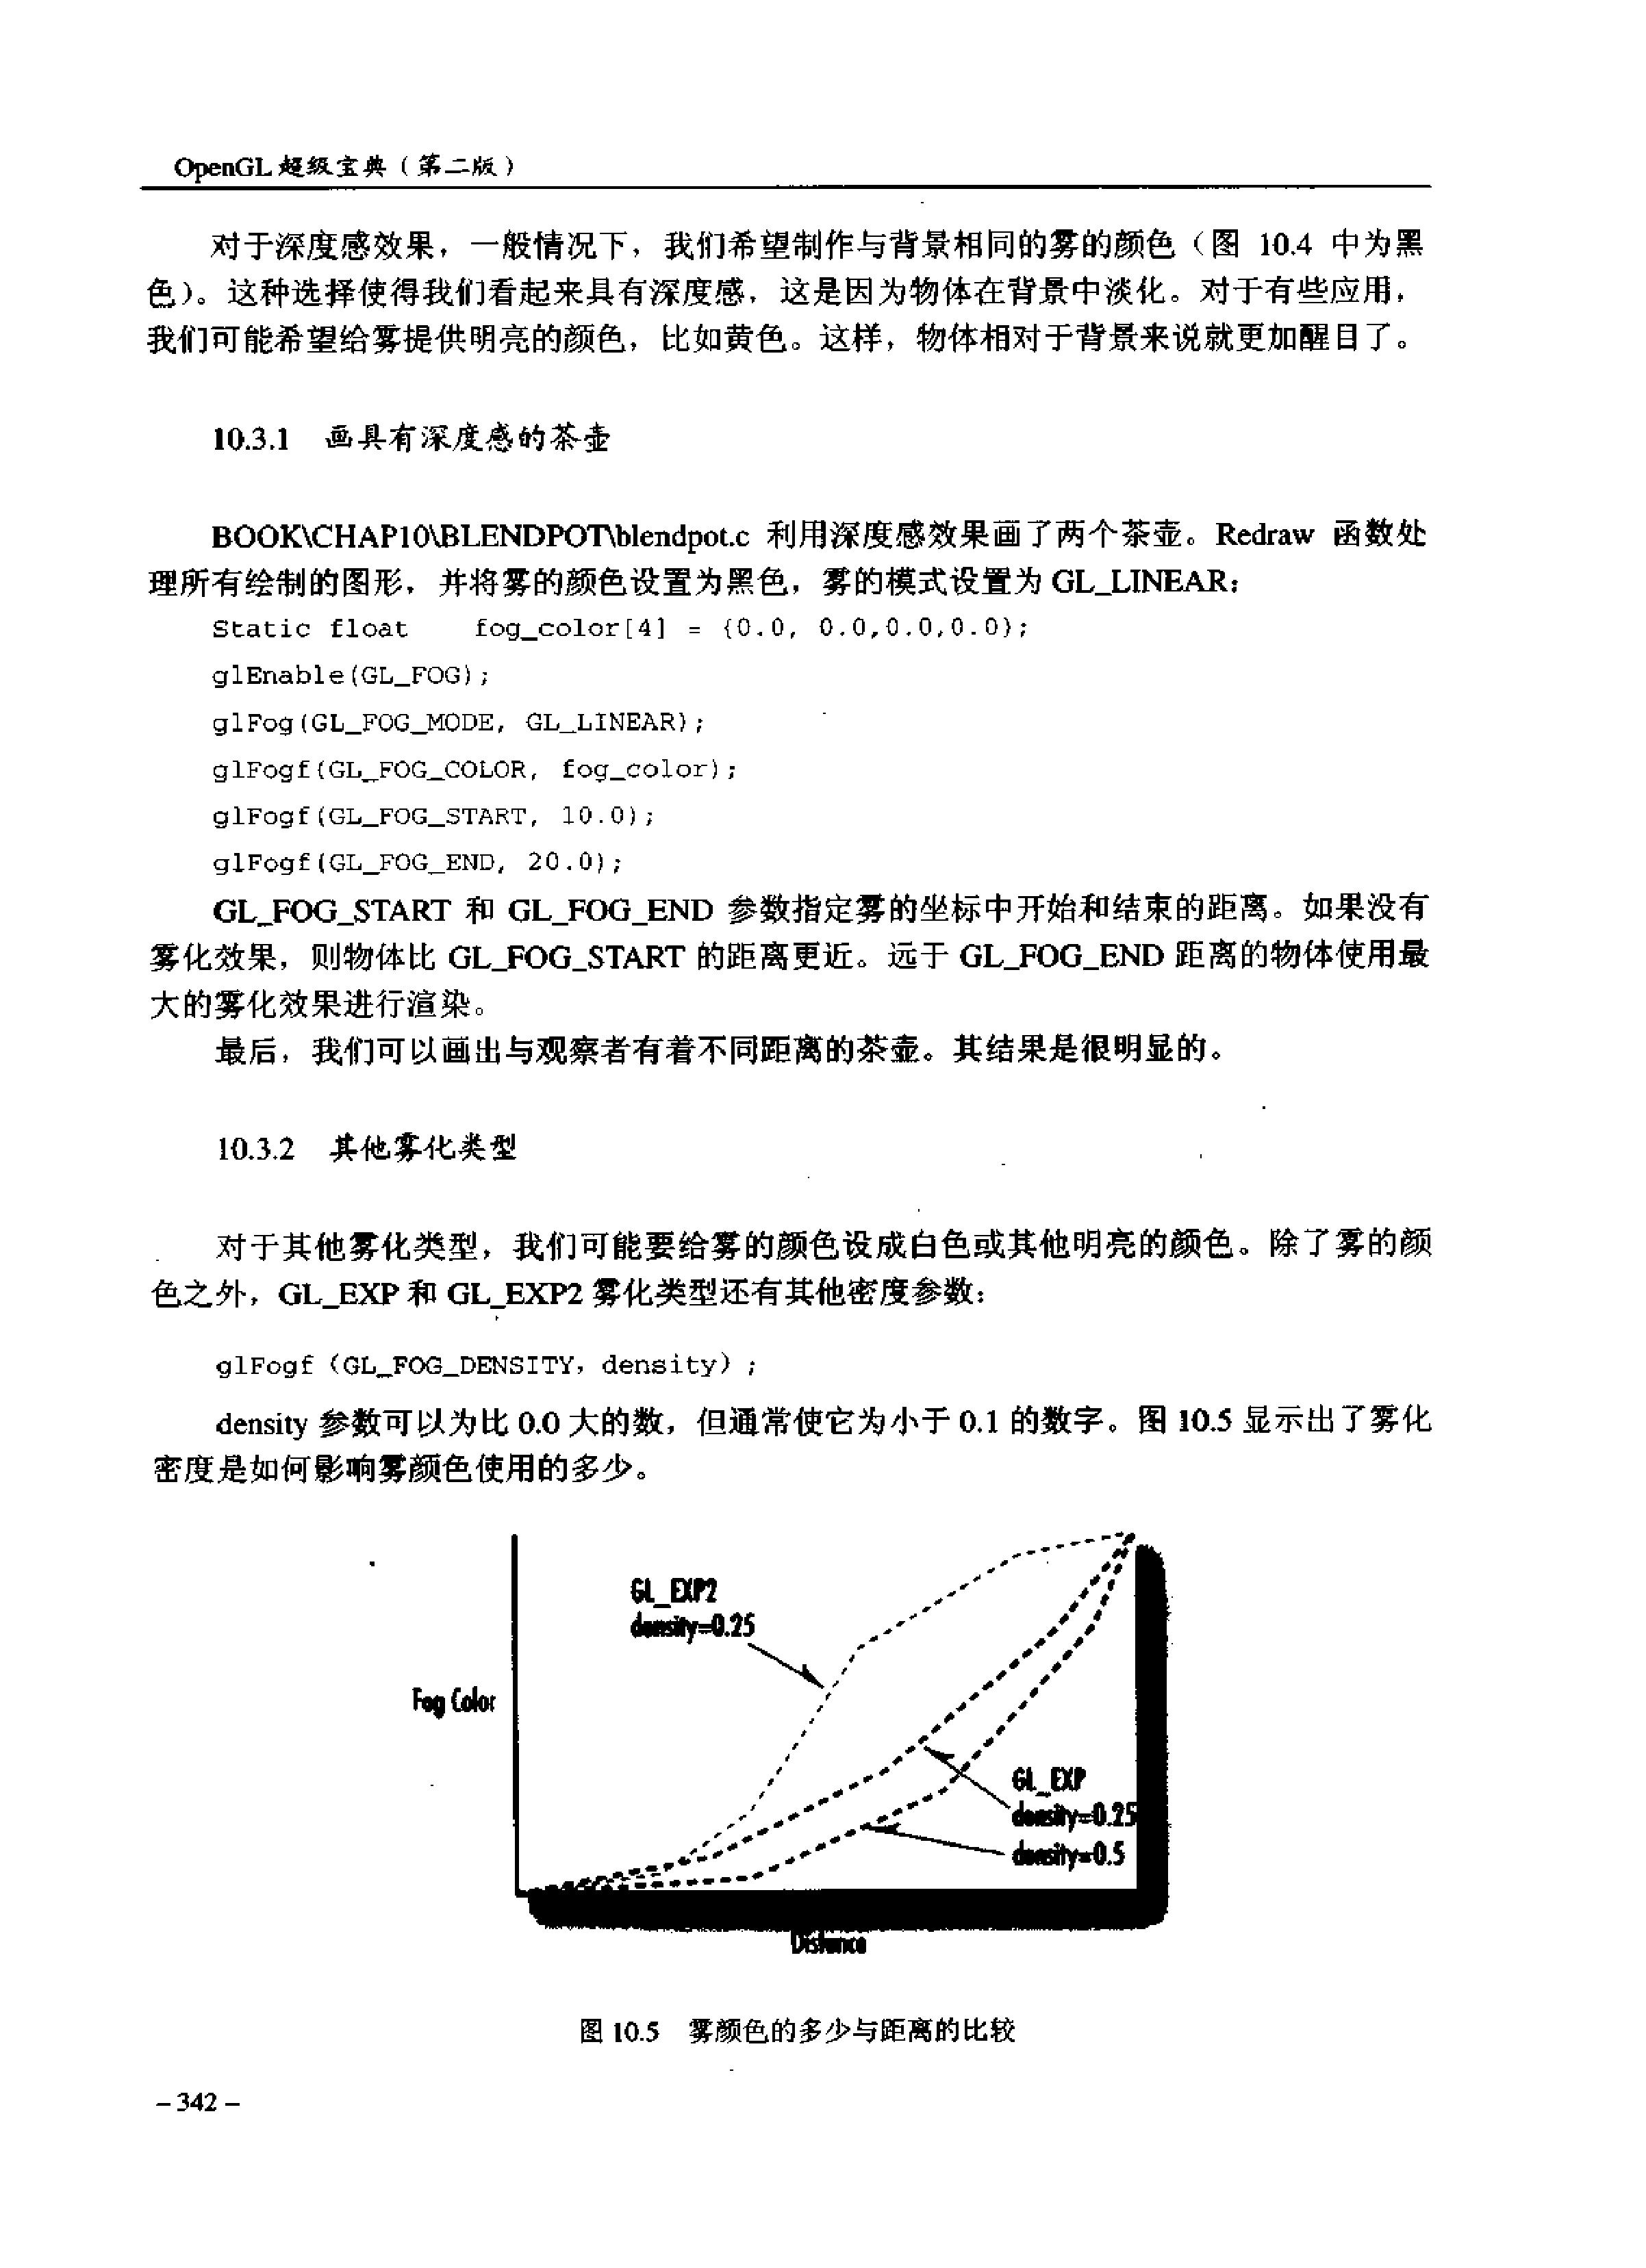 OpenGL 超级宝典（第二版）
对于深度感效果，一般情况下，我们希望制作与背景相同的雾的颜色（图 10.4 中为黑
色）。这种选择使得我们看起来具有深度感，这是因为物体在背景中淡化。对于有些应用，
我们可能希望给雾提供明亮的颜色，比如黄色。这样，物体相对于背景来说就更加醒目了。
10.3.1 画具有深度感的茶壶
BOOK\CHAP10\BLENDPOT\blendpot.c 利用深度感效果画了两个茶壶。Redraw 函数处
理所有绘制的图形，并将雾的颜色设置为黑色，雾的模式设置为 GL_LINEAR：
Static float fog_color[4] = {0.0, 0.0,0.0,0.0};
glEnable(GL_FOG);
glFog(GL_FOG_MODE, GL_LINEAR);
glFogf(GL_FOG_COLOR, fog_color);
glFogf(GL_FOG_START, 10.0);
glFogf(GL_FOG_END, 20.0);
GL_FOG_START 和 GL_FOG_END 参数指定雾的坐标中开始和结束的距离。如果没有
雾化效果，则物体比 GL_FOG_START 的距离更近。远于 GL_FOG_END 距离的物体使用最
大的雾化效果进行渲染。
最后，我们可以画出与观察者有着不同距离的茶壶。其结果是很明显的。
10.3.2 其他雾化类型
对于其他雾化类型，我们可能要给雾的颜色设成白色或其他明亮的颜色。除了雾的颜
色之外，GL_EXP 和 GL_EXP2 雾化类型还有其他密度参数：
glFogf（GL_FOG_DENSITY，density）;
density 参数可以为比 0.0 大的数，但通常使它为小于 0.1 的数字。图 10.5 显示出了雾化
密度是如何影响雾颜色使用的多少。
GL_EXP2
density=0.25
Fog Color
GL_EXP
density=0.25
density=0.5
Distance
图 10.5 雾颜色的多少与距离的比较
– 342 –